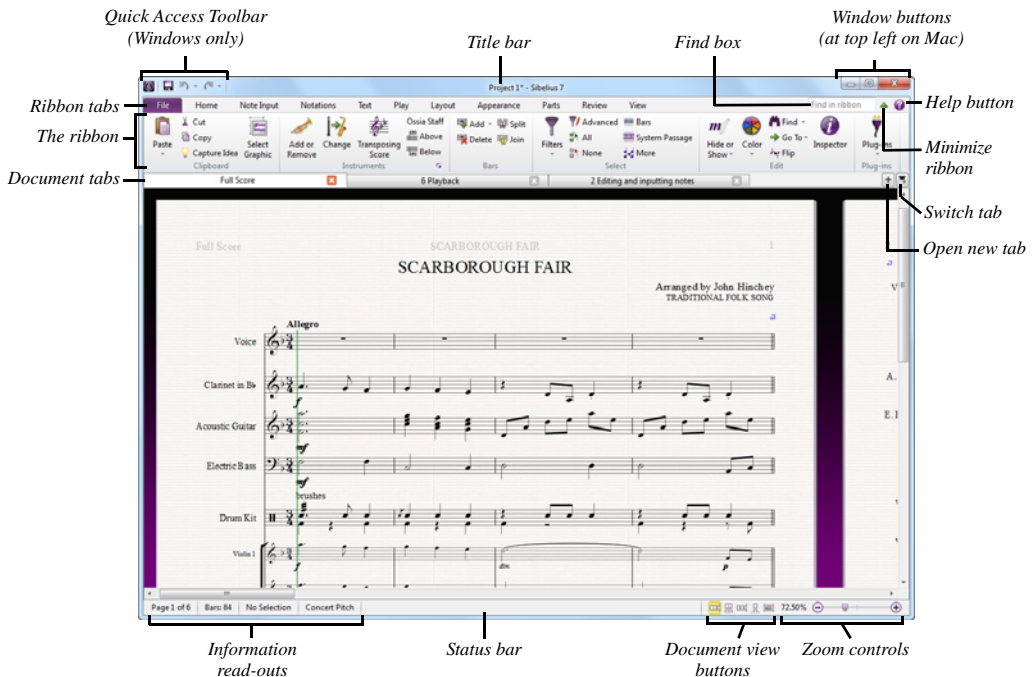 Quick Access Toolbar
(Windows only)
Title bar
Find box
Window buttons
(at top left on Mac)
Project 1* - Sibelius 7
Ribbon tabs
File Home Note Input Notations Text Play Layout Appearance Parts Review View
Find in ribbon
Help button
The ribbon
Paste
Cut
Copy
Capture Idea
Select
Graphic
Clipboard
Add or
Remove
Change
Transposing
Score
Ossia Staff
Above
Below
Instruments
Add
Split
Delete
Join
Bars
Filters
Advanced
All
None
Bars
System Passage
More
Select
Hide or
Show
Color
Find
Go To
Flip
Edit
Inspector
Plug-ins
Plug-ins
Minimize
ribbon
Document tabs
Full Score
6 Playback
2 Editing and inputting notes
Switch tab
Open new tab
Full Score
SCARBOROUGH FAIR
1
SCARBOROUGH FAIR
Arranged by John Hinchey
TRADITIONAL FOLK SONG
Allegro
Voice
Clarinet in B♭
f
A.
Acoustic Guitar
mf
Electric Bass
mf
brushes
Drum Kit
Violin 1
f
div.
p
Page 1 of 6
Bars: 84
No Selection
Concert Pitch
72.50%
Information
read-outs
Status bar
Document view
buttons
Zoom controls